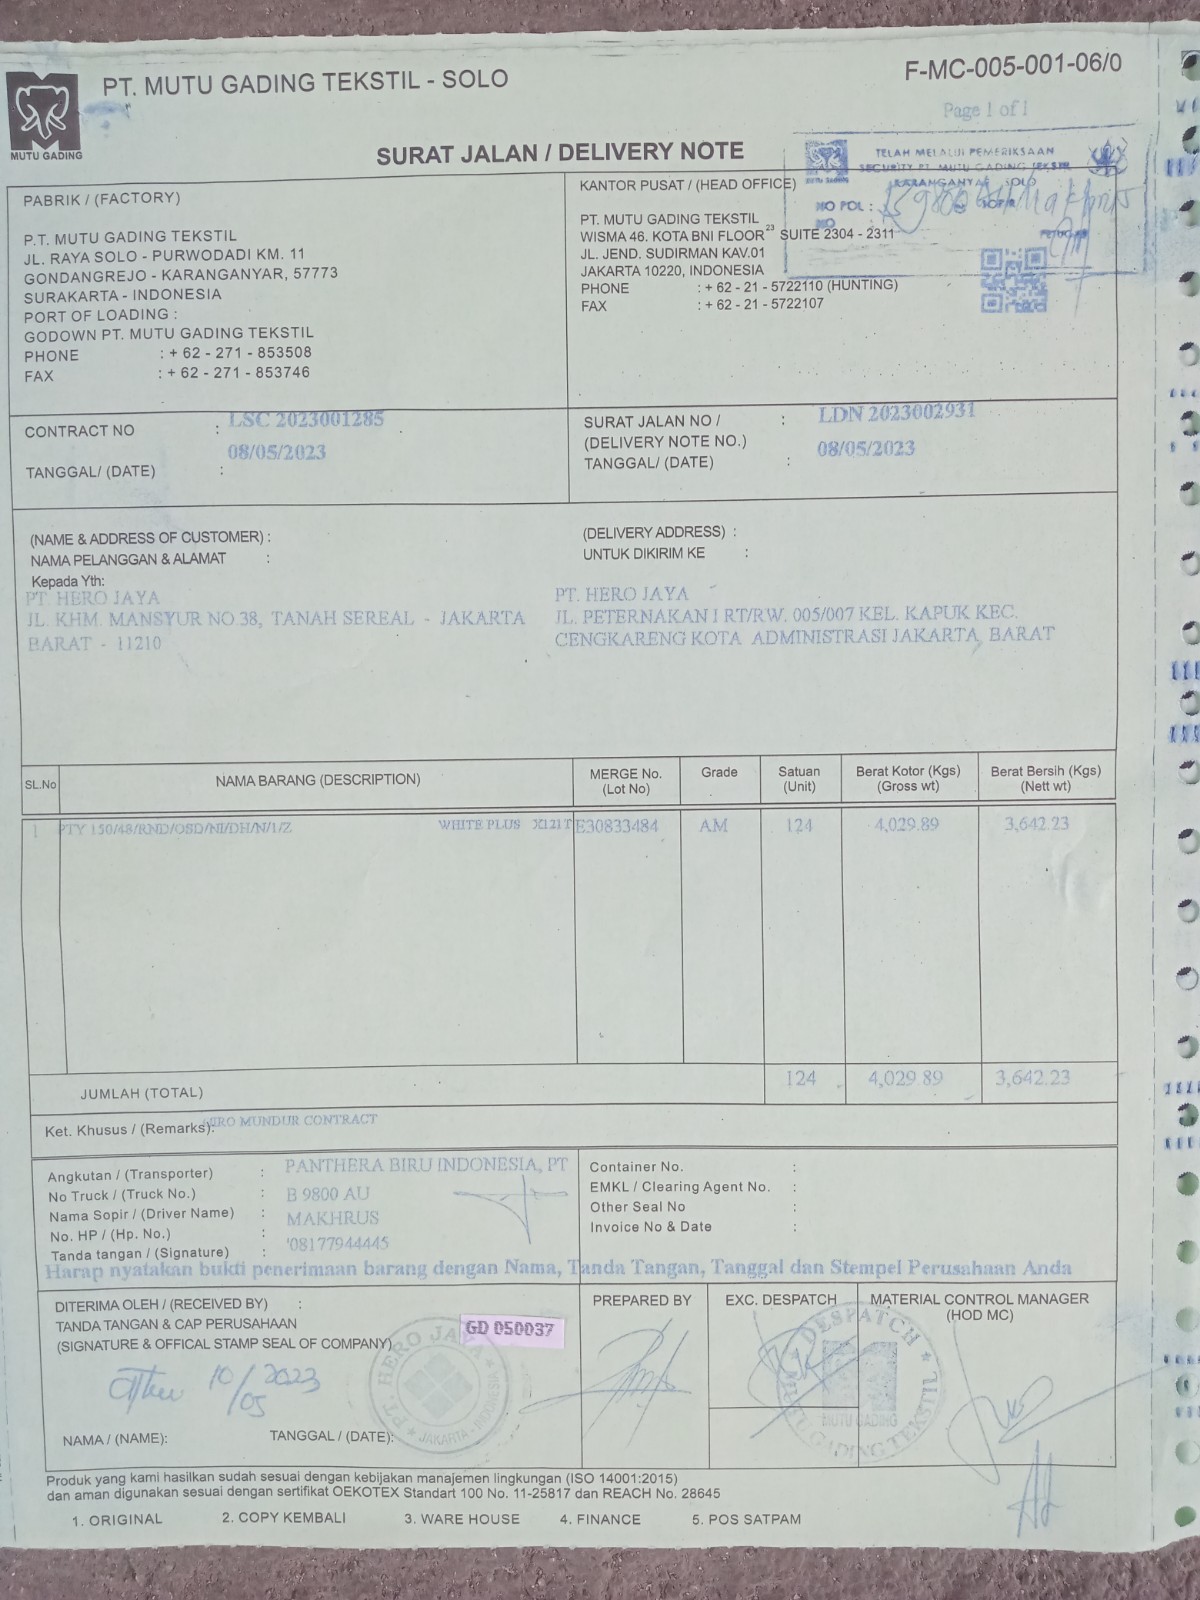 PT. MUTU GADING TEKSTIL - SOLO
F-MC-005-001-06/0
Page 1 of 1
MUTU GADING
SURAT JALAN / DELIVERY NOTE
TELAH MELALUI PEMERIKSAAN
SECURITY PT. MUTU GADING TEKSTIL
KARANGANYAR SOLO
NO POL :
SOPIR
NO
PETUGAS
PABRIK / (FACTORY)
P.T. MUTU GADING TEKSTIL
JL. RAYA SOLO - PURWODADI KM. 11
GONDANGREJO - KARANGANYAR, 57773
SURAKARTA - INDONESIA
PORT OF LOADING :
GODOWN PT. MUTU GADING TEKSTIL
PHONE : + 62 - 271 - 853508
FAX : + 62 - 271 - 853746
KANTOR PUSAT / (HEAD OFFICE)
PT. MUTU GADING TEKSTIL
WISMA 46. KOTA BNI FLOOR 23 SUITE 2304 - 2311
JL. JEND. SUDIRMAN KAV.01
JAKARTA 10220, INDONESIA
PHONE : + 62 - 21 - 5722110 (HUNTING)
FAX : + 62 - 21 - 5722107
CONTRACT NO : LSC 2023001285
TANGGAL/ (DATE) : 08/05/2023
SURAT JALAN NO / : LDN 2023002931
(DELIVERY NOTE NO.)
TANGGAL/ (DATE) : 08/05/2023
(NAME & ADDRESS OF CUSTOMER) :
NAMA PELANGGAN & ALAMAT :
Kepada Yth:
PT. HERO JAYA
JL. KHM. MANSYUR NO 38, TANAH SEREAL - JAKARTA
BARAT - 11210
(DELIVERY ADDRESS) :
UNTUK DIKIRIM KE :
PT. HERO JAYA
JL. PETERNAKAN I RT/RW. 005/007 KEL. KAPUK KEC.
CENGKARENG KOTA ADMINISTRASI JAKARTA BARAT
SL.No NAMA BARANG (DESCRIPTION) MERGE No. (Lot No) Grade Satuan (Unit) Berat Kotor (Kgs) (Gross wt) Berat Bersih (Kgs) (Nett wt)
1 PTY 150/48/RND/OSD/NI/DH/N/1/Z WHITE PLUS X121T E30833484 AM 124 4,029.89 3,642.23
JUMLAH (TOTAL) 124 4,029.89 3,642.23
Ket. Khusus / (Remarks): HERO MUNDUR CONTRACT
Angkutan / (Transporter) : PANTHERA BIRU INDONESIA, PT
No Truck / (Truck No.) : B 9800 AU
Nama Sopir / (Driver Name) : MAKHRUS
No. HP / (Hp. No.) : '08177944445
Tanda tangan / (Signature) :
Container No. :
EMKL / Clearing Agent No. :
Other Seal No :
Invoice No & Date :
Harap nyatakan bukti penerimaan barang dengan Nama, Tanda Tangan, Tanggal dan Stempel Perusahaan Anda
DITERIMA OLEH / (RECEIVED BY) :
TANDA TANGAN & CAP PERUSAHAAN
(SIGNATURE & OFFICAL STAMP SEAL OF COMPANY)
GD 050037
10/05 2023
PT. HERO JAYA
JAKARTA - INDONESIA
NAMA / (NAME): TANGGAL / (DATE):
PREPARED BY
EXC. DESPATCH
MATERIAL CONTROL MANAGER
(HOD MC)
DESPATCH
MUTU GADING
MUTU GADING TEKSTIL
Produk yang kami hasilkan sudah sesuai dengan kebijakan manajemen lingkungan (ISO 14001:2015)
dan aman digunakan sesuai dengan sertifikat OEKOTEX Standart 100 No. 11-25817 dan REACH No. 28645
1. ORIGINAL 2. COPY KEMBALI 3. WARE HOUSE 4. FINANCE 5. POS SATPAM